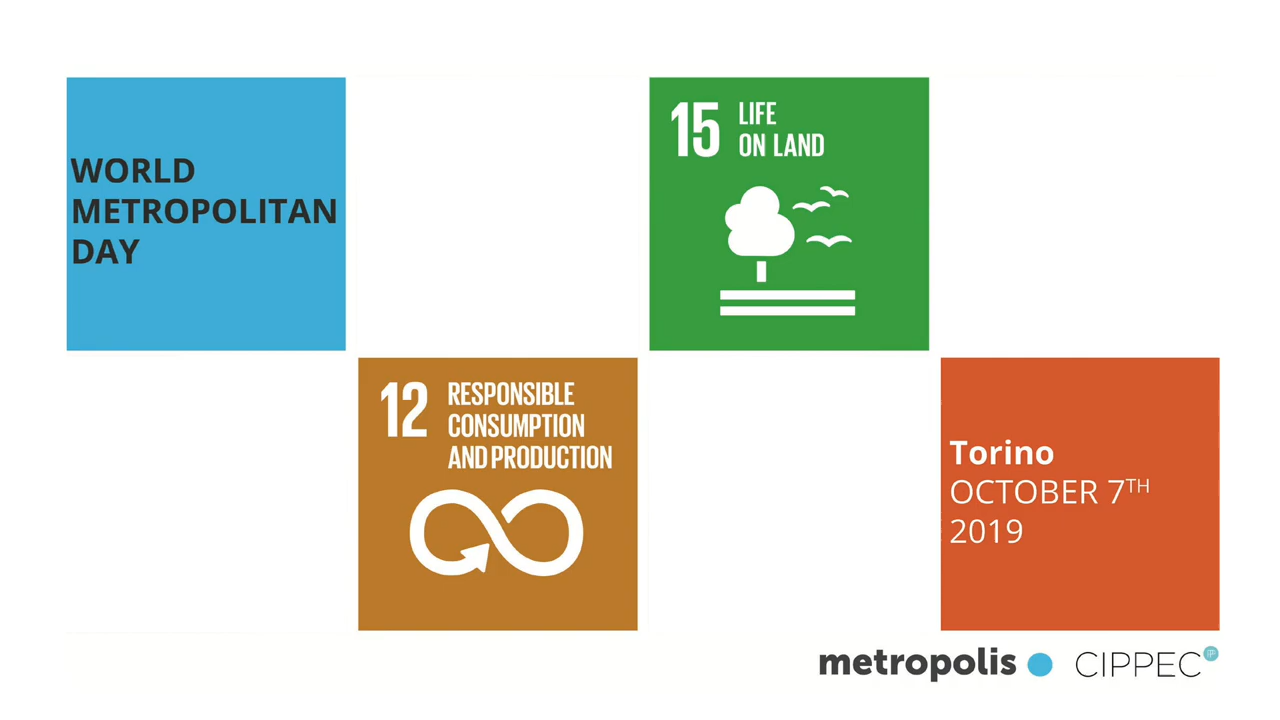 WORLD
METROPOLITAN
DAY
15 LIFE
ON LAND
12 RESPONSIBLE
CONSUMPTION
AND PRODUCTION
Torino
OCTOBER 7TH
2019
metropolis
CIPPEC